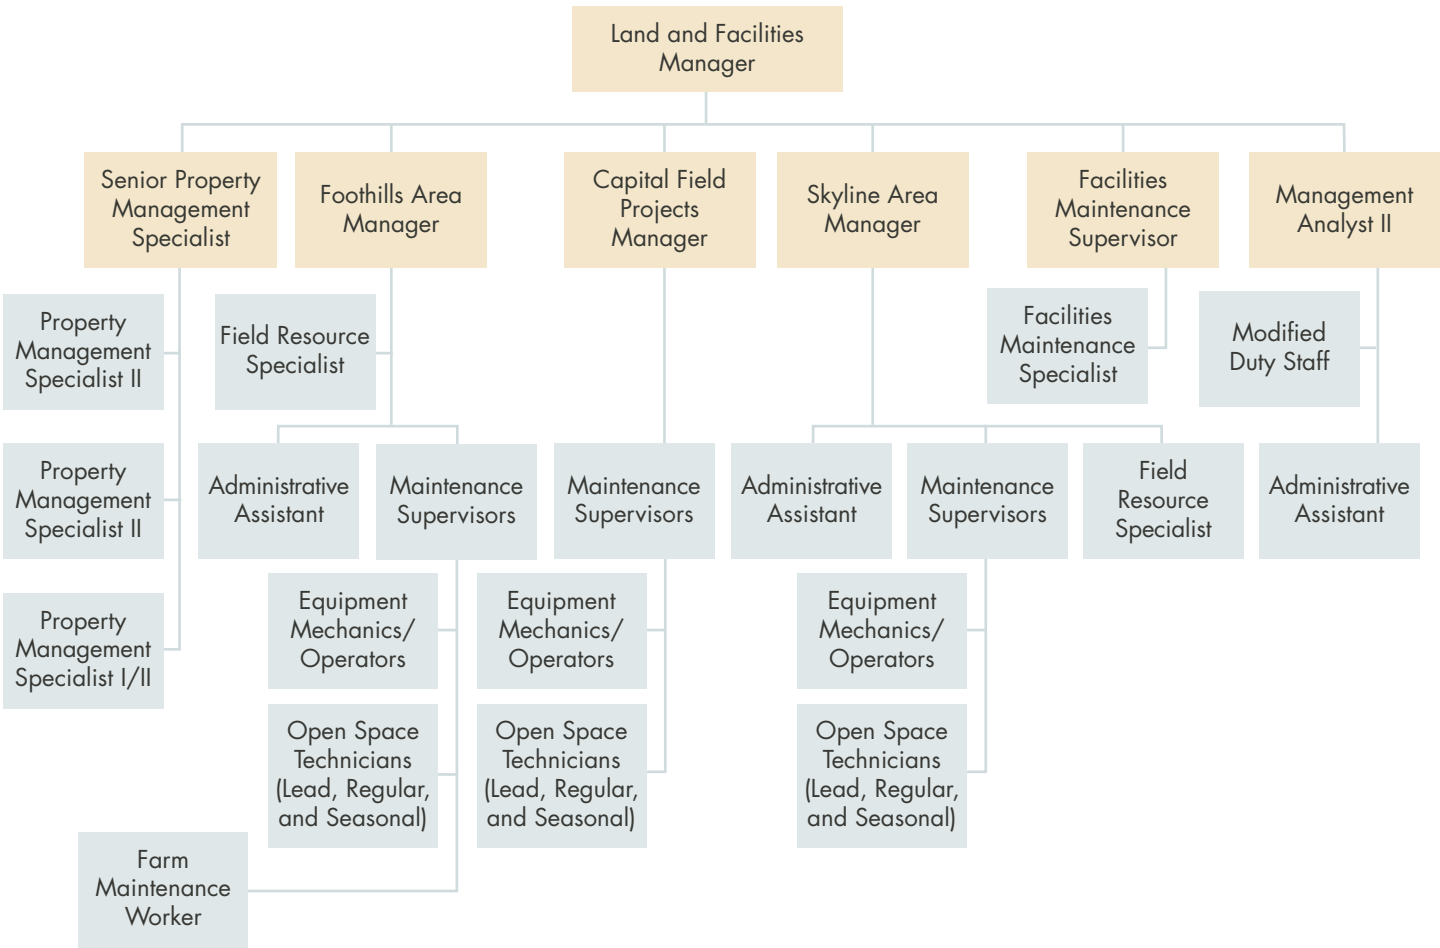 Land and Facilities
Manager
Senior Property
Management
Specialist
Foothills Area
Manager
Capital Field
Projects
Manager
Skyline Area
Manager
Facilities
Maintenance
Supervisor
Management
Analyst II
Property
Management
Specialist II
Field Resource
Specialist
Facilities
Maintenance
Specialist
Modified
Duty Staff
Property
Management
Specialist II
Administrative
Assistant
Maintenance
Supervisors
Maintenance
Supervisors
Administrative
Assistant
Maintenance
Supervisors
Field
Resource
Specialist
Administrative
Assistant
Property
Management
Specialist I/II
Equipment
Mechanics/
Operators
Equipment
Mechanics/
Operators
Equipment
Mechanics/
Operators
Open Space
Technicians
(Lead, Regular,
and Seasonal)
Open Space
Technicians
(Lead, Regular,
and Seasonal)
Open Space
Technicians
(Lead, Regular,
and Seasonal)
Farm
Maintenance
Worker